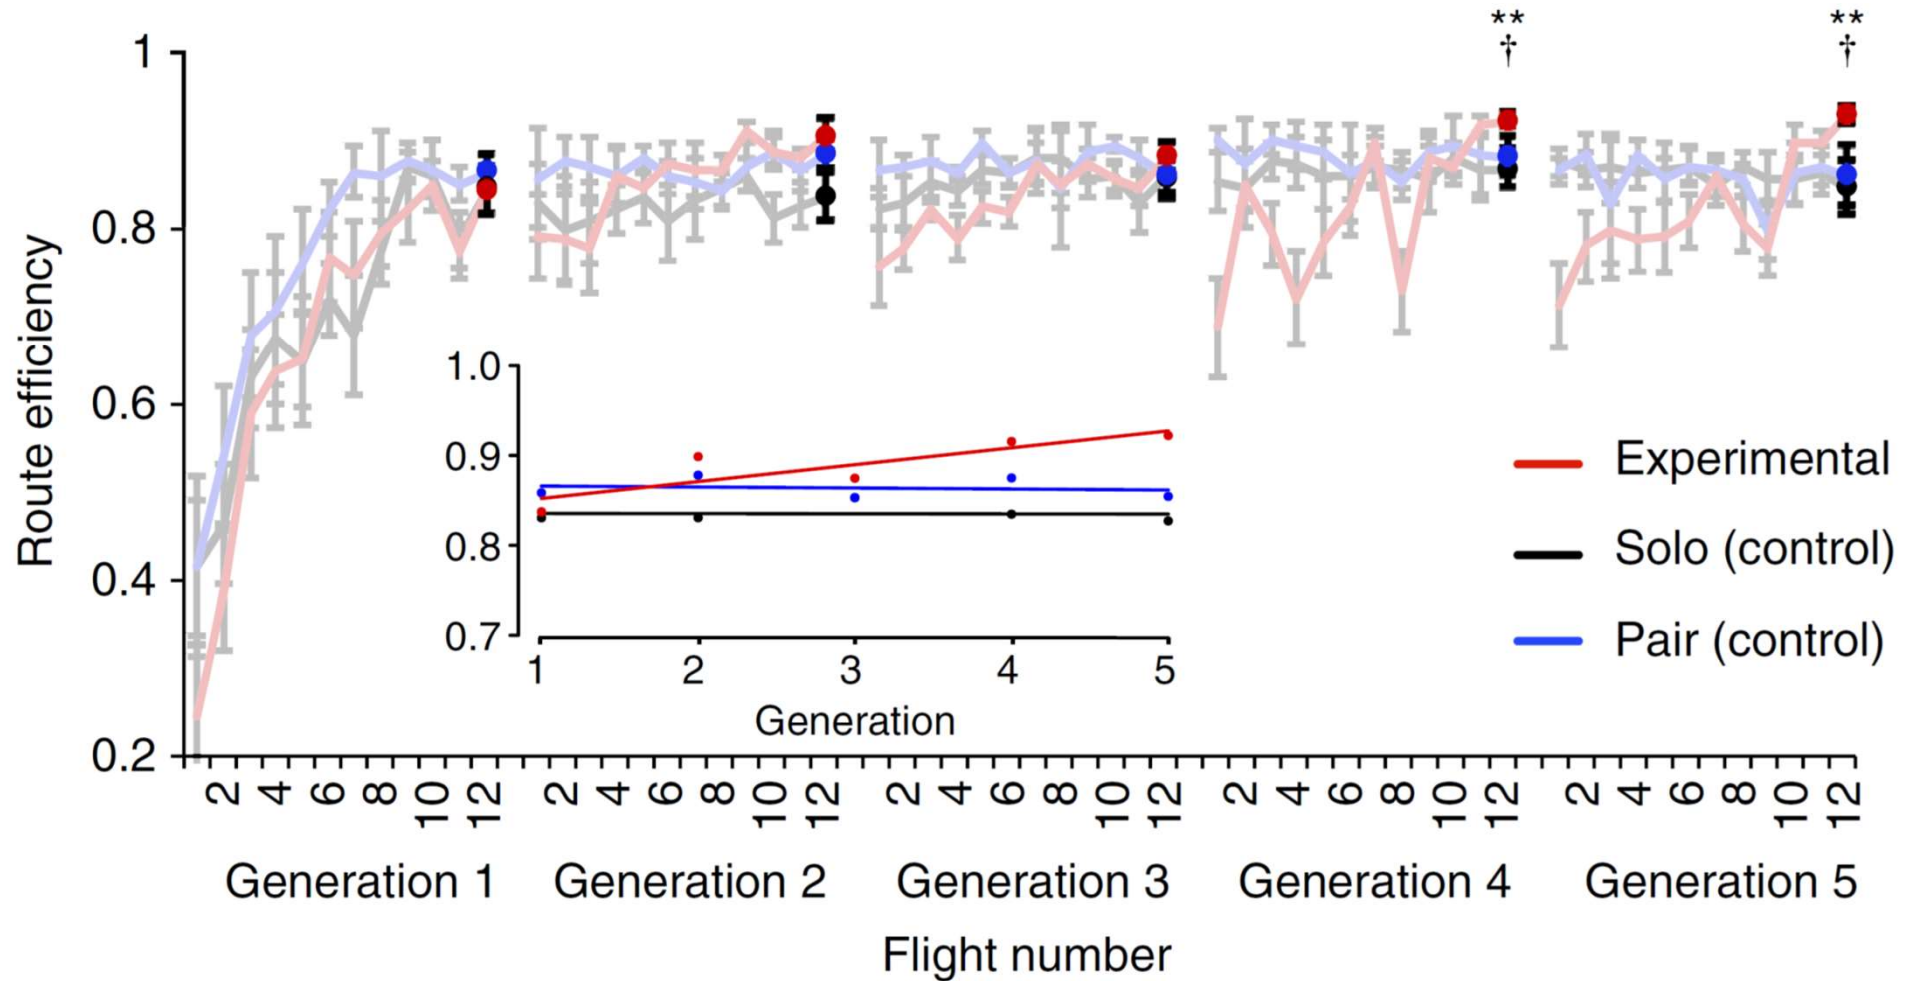 ** **
† †
1
0.8
0.6
0.4
0.2
Route efficiency
1.0
0.9
0.8
0.7
1 2 3 4 5
Generation
Experimental
Solo (control)
Pair (control)
2 4 6 8 10 12 2 4 6 8 10 12 2 4 6 8 10 12 2 4 6 8 10 12 2 4 6 8 10 12
Generation 1 Generation 2 Generation 3 Generation 4 Generation 5
Flight number